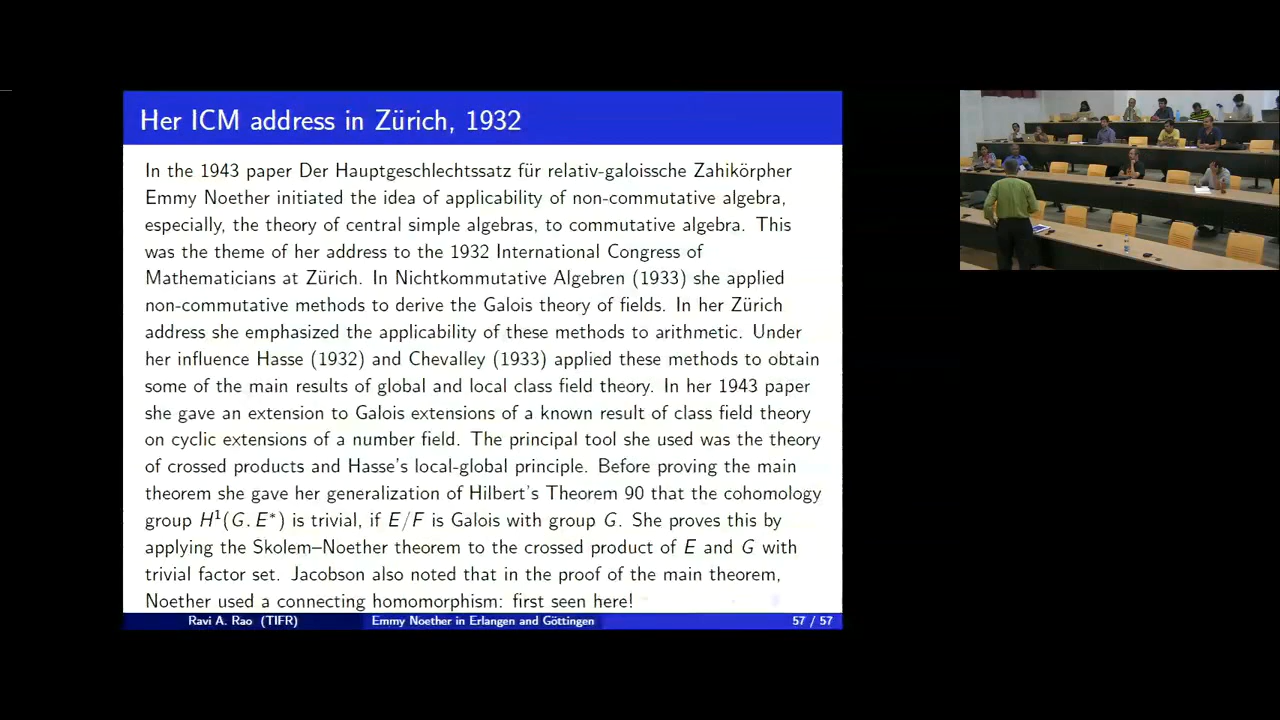 Her ICM address in Zürich, 1932
In the 1943 paper Der Hauptgeschlechtssatz für relativ-galoissche Zahikörpher
Emmy Noether initiated the idea of applicability of non-commutative algebra,
especially, the theory of central simple algebras, to commutative algebra. This
was the theme of her address to the 1932 International Congress of
Mathematicians at Zürich. In Nichtkommutative Algebren (1933) she applied
non-commutative methods to derive the Galois theory of fields. In her Zürich
address she emphasized the applicability of these methods to arithmetic. Under
her influence Hasse (1932) and Chevalley (1933) applied these methods to obtain
some of the main results of global and local class field theory. In her 1943 paper
she gave an extension to Galois extensions of a known result of class field theory
on cyclic extensions of a number field. The principal tool she used was the theory
of crossed products and Hasse's local-global principle. Before proving the main
theorem she gave her generalization of Hilbert's Theorem 90 that the cohomology
group H¹(G.E*) is trivial, if E/F is Galois with group G. She proves this by
applying the Skolem–Noether theorem to the crossed product of E and G with
trivial factor set. Jacobson also noted that in the proof of the main theorem,
Noether used a connecting homomorphism: first seen here!
Ravi A. Rao (TIFR) Emmy Noether in Erlangen and Göttingen 57 / 57